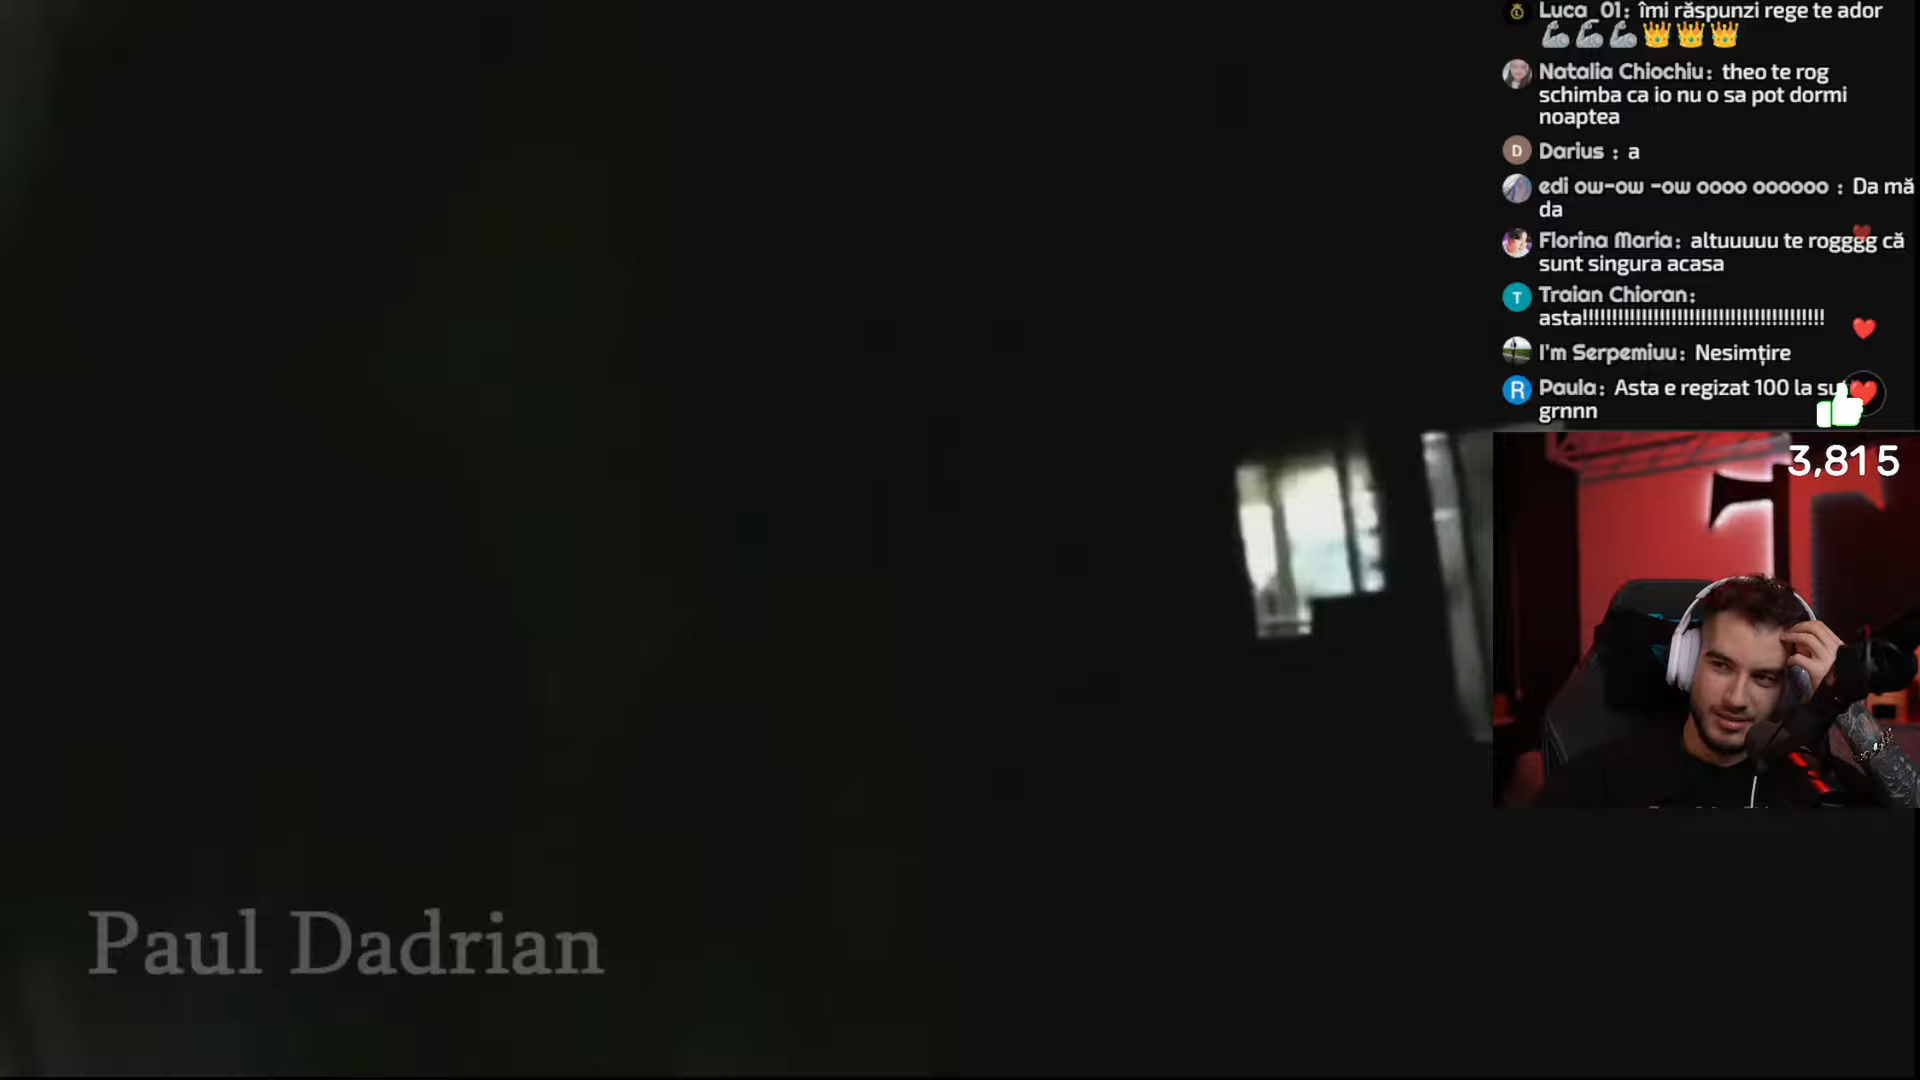 Luca_01: îmi răspunzi rege te ador
💪💪💪👑👑👑
Natalia Chiochiu: theo te rog
schimba ca io nu o sa pot dormi
noaptea
D Darius : a
edi ow-ow -ow oooo oooooo : Da mă
da
Florina Maria: altuuuuu te rogggg că
sunt singura acasa
T Traian Chioran:
asta!!!!!!!!!!!!!!!!!!!!!!!!!!!!!!!!!!!!!!!!!
I'm Serpemiuu: Nesimțire
R Paula: Asta e regizat 100 la
grnnn
3,815
Paul Dadrian